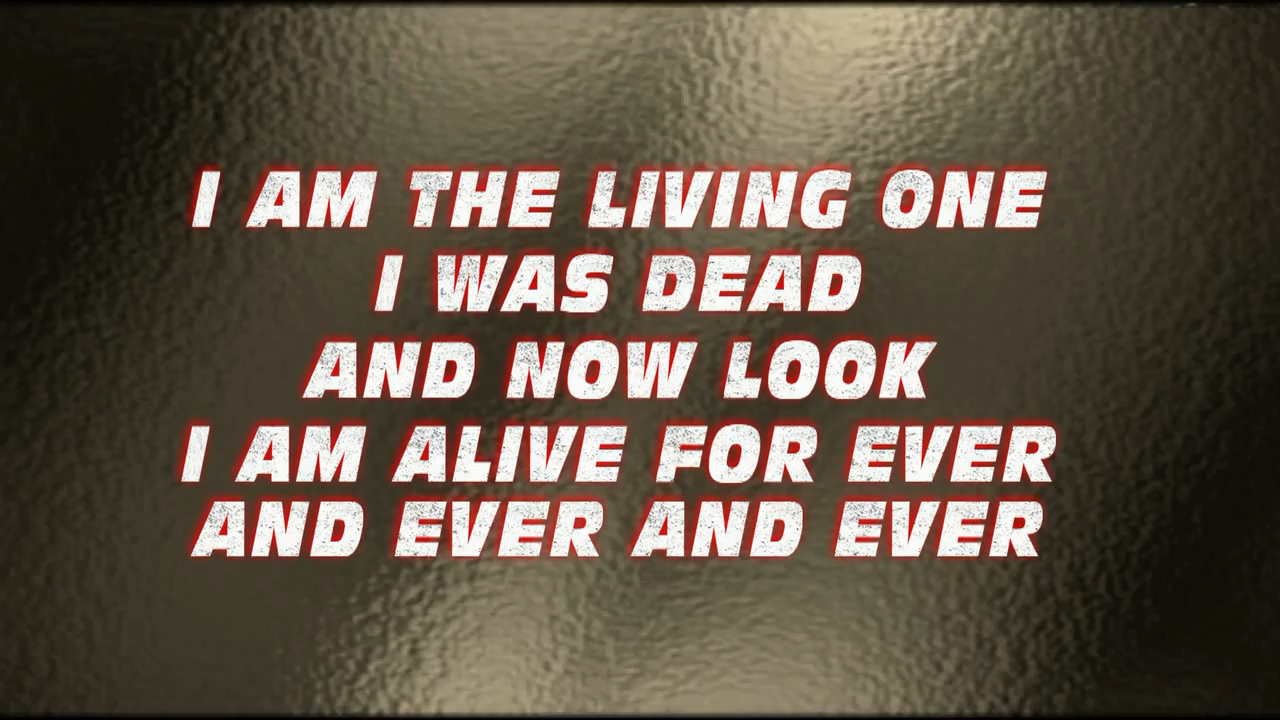 I AM THE LIVING ONE
I WAS DEAD
AND NOW LOOK
I AM ALIVE FOR EVER
AND EVER AND EVER